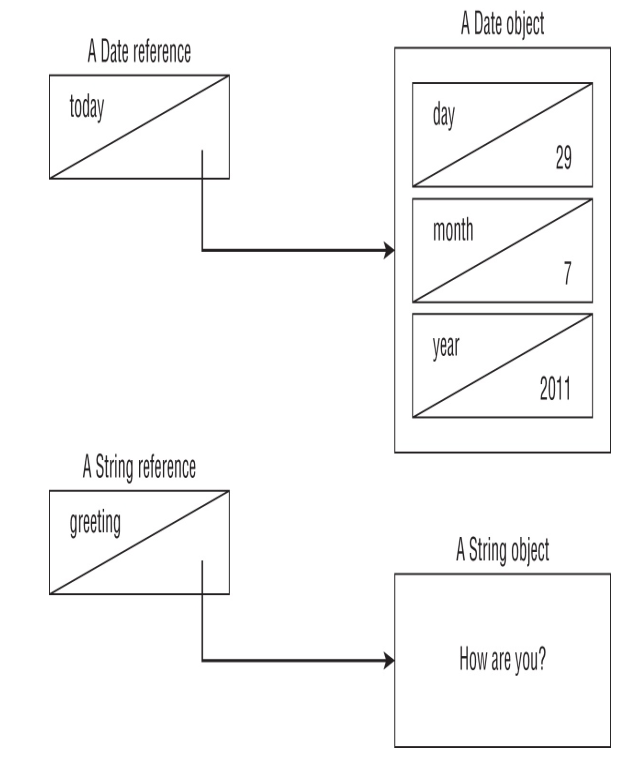 A Date reference
today
A Date object
day
29
month
7
year
2011
A String reference
greeting
A String object
How are you?